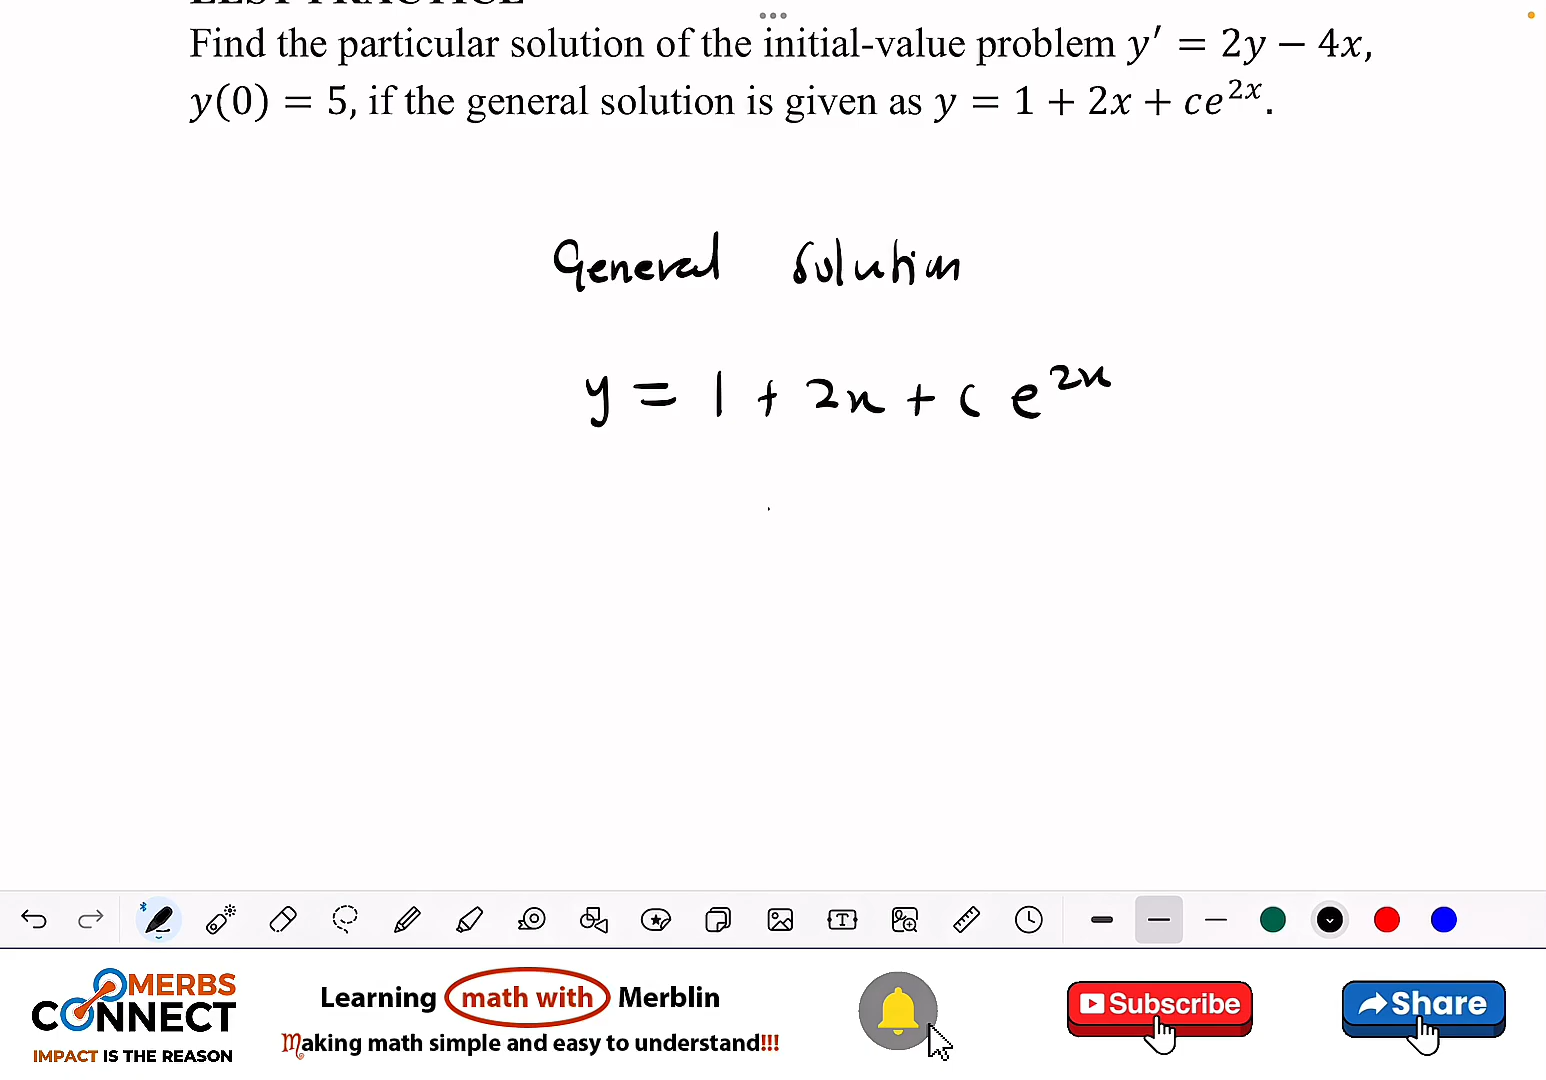 Find the particular solution of the initial-value problem y′ = 2y − 4x,
y(0) = 5, if the general solution is given as y = 1 + 2x + ce^{2x}.
General solution
y = 1 + 2x + c e^{2x}
MERBS
CONNECT
IMPACT IS THE REASON
Learning math with Merblin
Making math simple and easy to understand!!!
Subscribe
Share